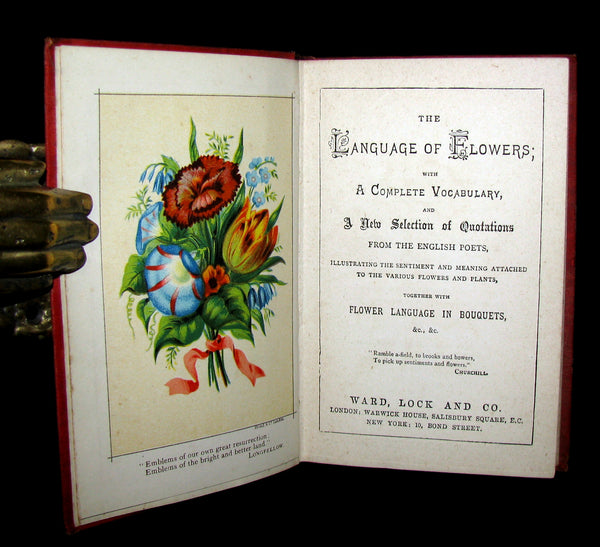 "Emblems of our own great resurrection,
Emblems of the bright and better land."
LONGFELLOW.
THE
LANGUAGE OF FLOWERS;
WITH
A COMPLETE VOCABULARY,
AND
A New Selection of Quotations
FROM THE ENGLISH POETS,
ILLUSTRATING THE SENTIMENT AND MEANING ATTACHED
TO THE VARIOUS FLOWERS AND PLANTS,
TOGETHER WITH
FLOWER LANGUAGE IN BOUQUETS,
&c., &c.
"Ramble a-field, to brooks and bowers,
To pick up sentiments and flowers."
CHURCHILL.
WARD, LOCK AND CO.
LONDON: WARWICK HOUSE, SALISBURY SQUARE, E.C.
NEW YORK: 10, BOND STREET.